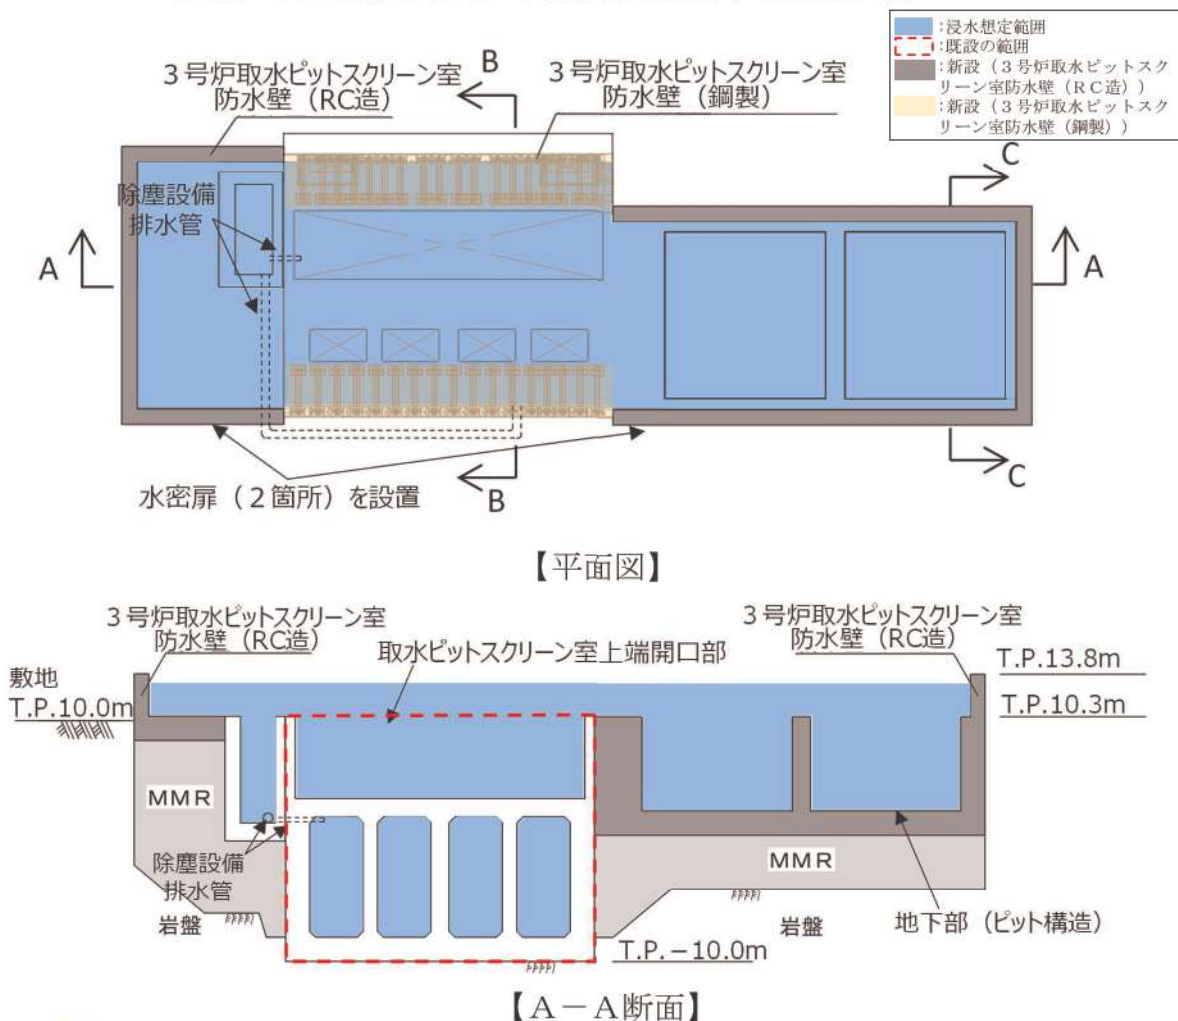 :浸水想定範囲
:既設の範囲
:新設(3号炉取水ピットスク
リーン室防水壁(RC造))
:新設(3号炉取水ピットスク
リーン室防水壁(鋼製))
3号炉取水ピットスクリーン室
防水壁(RC造)
B
3号炉取水ピットスクリーン室
防水壁(鋼製)
C
除塵設備
排水管
A
A
水密扉(2箇所)を設置
B
C
【平面図】
3号炉取水ピットスクリーン室
防水壁(RC造)
取水ピットスクリーン室上端開口部
3号炉取水ピットスクリーン室
防水壁(RC造)
T.P.13.8m
敷地
T.P.10.0m
T.P.10.3m
MMR
除塵設備
排水管
MMR
岩盤
岩盤
地下部(ピット構造)
T.P.-10.0m
【A-A断面】